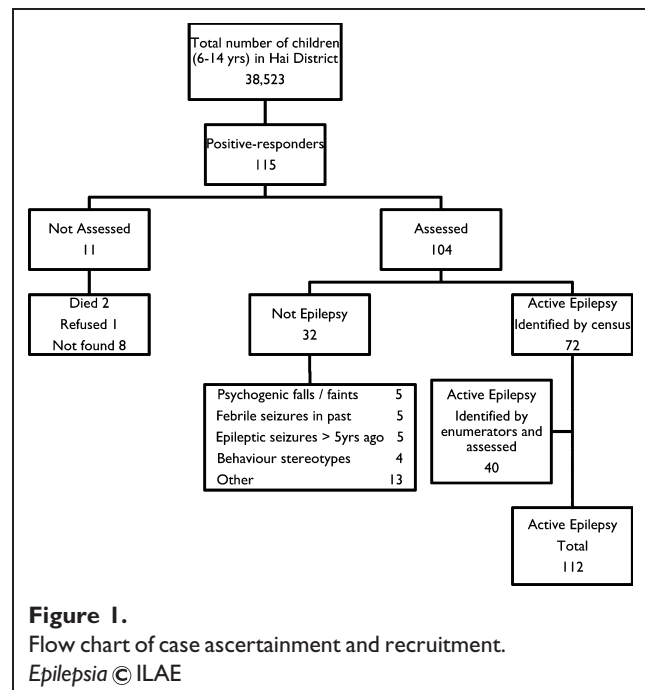 Total number of children
(6-14 yrs) in Hai District
38,523
Positive-responders
115
Not Assessed
11
Assessed
104
Died 2
Refused 1
Not found 8
Not Epilepsy
32
Active Epilepsy
Identified by census
72
Psychogenic falls / faints 5
Febrile seizures in past 5
Epileptic seizures > 5yrs ago 5
Behaviour stereotypes 4
Other 13
Active Epilepsy
Identified by
enumerators and
assessed
40
Active Epilepsy
Total
112
Figure 1.
Flow chart of case ascertainment and recruitment.
Epilepsia © ILAE